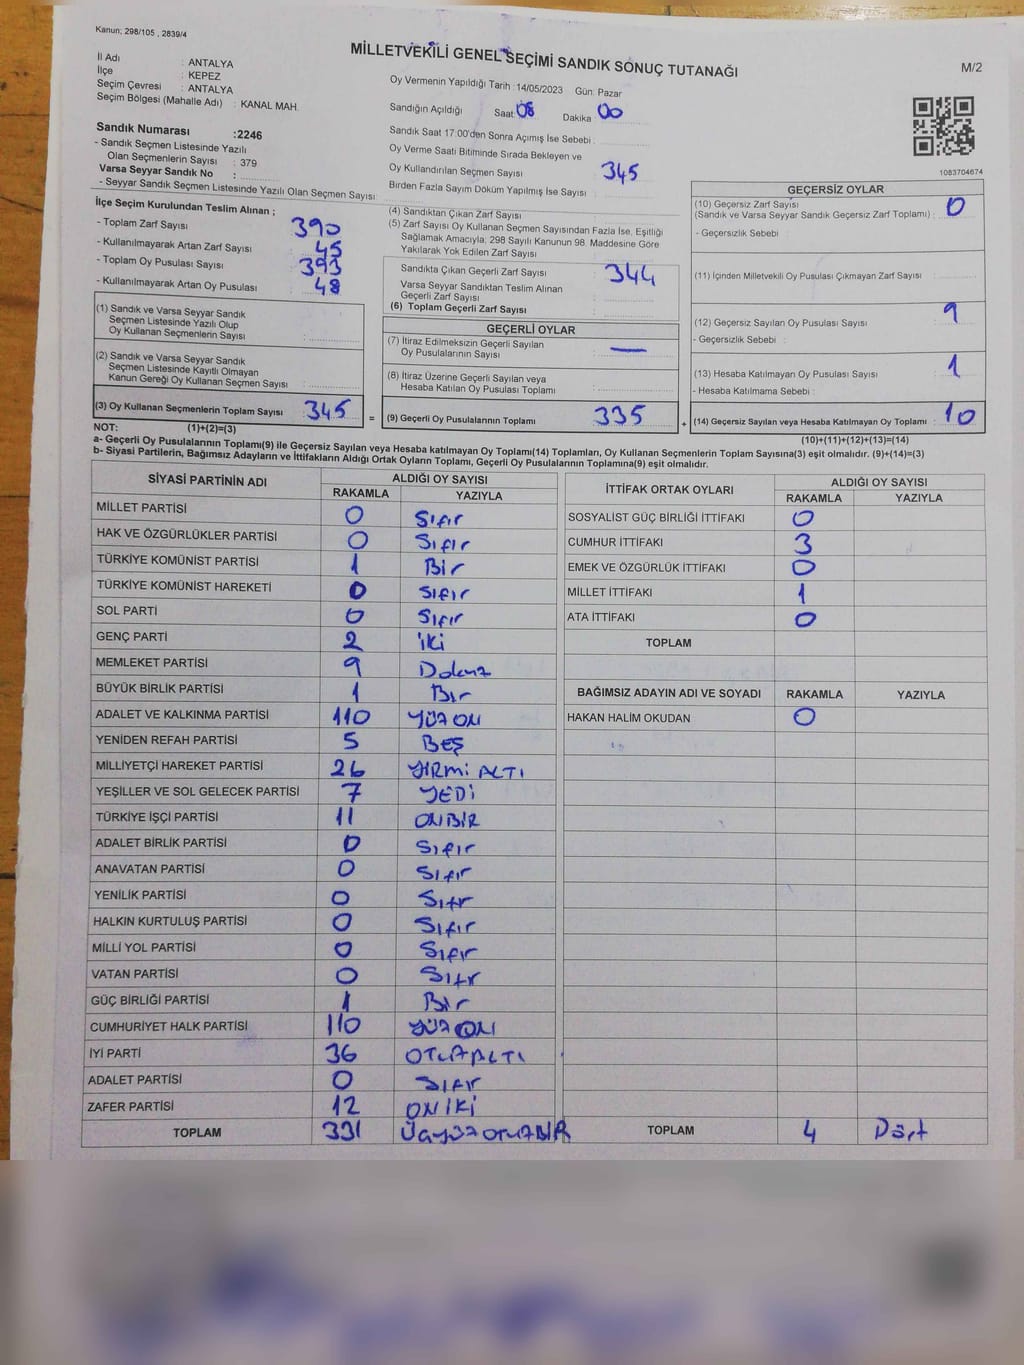 Kanun; 298/105 , 2839/4
MİLLETVEKİLİ GENEL SEÇİMİ SANDIK SONUÇ TUTANAĞI
M/2
İl Adı : ANTALYA
İlçe : KEPEZ
Seçim Çevresi : ANTALYA
Seçim Bölgesi (Mahalle Adı) : KANAL MAH.
Sandık Numarası :2246
- Sandık Seçmen Listesinde Yazılı
Olan Seçmenlerin Sayısı : 379
Varsa Seyyar Sandık No :
- Seyyar Sandık Seçmen Listesinde Yazılı Olan Seçmen Sayısı :
Oy Vermenin Yapıldığı Tarih :14/05/2023 Gün: Pazar
Sandığın Açıldığı Saat: 08 Dakika 00
Sandık Saat 17:00'den Sonra Açımış İse Sebebi :
Oy Verme Saati Bitiminde Sırada Bekleyen ve
Oy Kullandırılan Seçmen Sayısı : 345
Birden Fazla Sayım Döküm Yapılmış İse Sayısı :
1083704674
İlçe Seçim Kurulundan Teslim Alınan ;
- Toplam Zarf Sayısı : 390
- Kullanılmayarak Artan Zarf Sayısı : 45
- Toplam Oy Pusulası Sayısı : 393
- Kullanılmayarak Artan Oy Pusulası : 48
(1) Sandık ve Varsa Seyyar Sandık
Seçmen Listesinde Yazılı Olup
Oy Kullanan Seçmenlerin Sayısı :
(2) Sandık ve Varsa Seyyar Sandık
Seçmen Listesinde Kayıtlı Olmayan
Kanun Gereği Oy Kullanan Seçmen Sayısı :
(3) Oy Kullanan Seçmenlerin Toplam Sayısı : 345
(4) Sandıktan Çıkan Zarf Sayısı :
(5) Zarf Sayısı Oy Kullanan Seçmen Sayısından Fazla İse, Eşitliği
Sağlamak Amacıyla; 298 Sayılı Kanunun 98. Maddesine Göre
Yakılarak Yok Edilen Zarf Sayısı :
Sandıkta Çıkan Geçerli Zarf Sayısı : 344
Varsa Seyyar Sandıktan Teslim Alınan
Geçerli Zarf Sayısı :
(6) Toplam Geçerli Zarf Sayısı :
GEÇERLİ OYLAR
(7) İtiraz Edilmeksizin Geçerli Sayılan
Oy Pusulalarının Sayısı : —
(8) İtiraz Üzerine Geçerli Sayılan veya
Hesaba Katılan Oy Pusulası Toplamı :
= (9) Geçerli Oy Pusulalarının Toplamı : 335 +
GEÇERSİZ OYLAR
(10) Geçersiz Zarf Sayısı
(Sandık ve Varsa Seyyar Sandık Geçersiz Zarf Toplamı) : 0
- Geçersizlik Sebebi :
(11) İçinden Milletvekili Oy Pusulası Çıkmayan Zarf Sayısı :
(12) Geçersiz Sayılan Oy Pusulası Sayısı : 9
- Geçersizlik Sebebi :
(13) Hesaba Katılmayan Oy Pusulası Sayısı : 1
- Hesaba Katılmama Sebebi :
(14) Geçersiz Sayılan veya Hesaba Katılmayan Oy Toplamı : 10
NOT: (1)+(2)=(3)
(10)+(11)+(12)+(13)=(14)
a- Geçerli Oy Pusulalarının Toplamı(9) ile Geçersiz Sayılan veya Hesaba katılmayan Oy Toplamı(14) Toplamları, Oy Kullanan Seçmenlerin Toplam Sayısına(3) eşit olmalıdır. (9)+(14)=(3)
b- Siyasi Partilerin, Bağımsız Adayların ve İttifakların Aldığı Ortak Oyların Toplamı, Geçerli Oy Pusulalarının Toplamına(9) eşit olmalıdır.
SİYASİ PARTİNİN ADI ALDIĞI OY SAYISI
RAKAMLA YAZIYLA
MİLLET PARTİSİ 0 Sıfır
HAK VE ÖZGÜRLÜKLER PARTİSİ 0 Sıfır
TÜRKİYE KOMÜNİST PARTİSİ 1 Bir
TÜRKİYE KOMÜNİST HAREKETİ 0 Sıfır
SOL PARTİ 0 Sıfır
GENÇ PARTİ 2 İki
MEMLEKET PARTİSİ 9 Dokuz
BÜYÜK BİRLİK PARTİSİ 1 Bir
ADALET VE KALKINMA PARTİSİ 110 YÜZ ON
YENİDEN REFAH PARTİSİ 5 BEŞ
MİLLİYETÇİ HAREKET PARTİSİ 26 YİRMİ ALTI
YEŞİLLER VE SOL GELECEK PARTİSİ 7 YEDİ
TÜRKİYE İŞÇİ PARTİSİ 11 ONBİR
ADALET BİRLİK PARTİSİ 0 Sıfır
ANAVATAN PARTİSİ 0 Sıfır
YENİLİK PARTİSİ 0 Sıfır
HALKIN KURTULUŞ PARTİSİ 0 Sıfır
MİLLİ YOL PARTİSİ 0 Sıfır
VATAN PARTİSİ 0 Sıfır
GÜÇ BİRLİĞİ PARTİSİ 1 Bir
CUMHURİYET HALK PARTİSİ 110 YÜZ ON
İYİ PARTİ 36 OTUZ ALTI
ADALET PARTİSİ 0 Sıfır
ZAFER PARTİSİ 12 ON İKİ
TOPLAM 331 ÜÇ YÜZ OTUZ BİR
İTTİFAK ORTAK OYLARI ALDIĞI OY SAYISI
RAKAMLA YAZIYLA
SOSYALİST GÜÇ BİRLİĞİ İTTİFAKI 0
CUMHUR İTTİFAKI 3
EMEK VE ÖZGÜRLÜK İTTİFAKI 0
MİLLET İTTİFAKI 1
ATA İTTİFAKI 0
TOPLAM
BAĞIMSIZ ADAYIN ADI VE SOYADI RAKAMLA YAZIYLA
HAKAN HALİM OKUDAN 0
TOPLAM 4 Dört